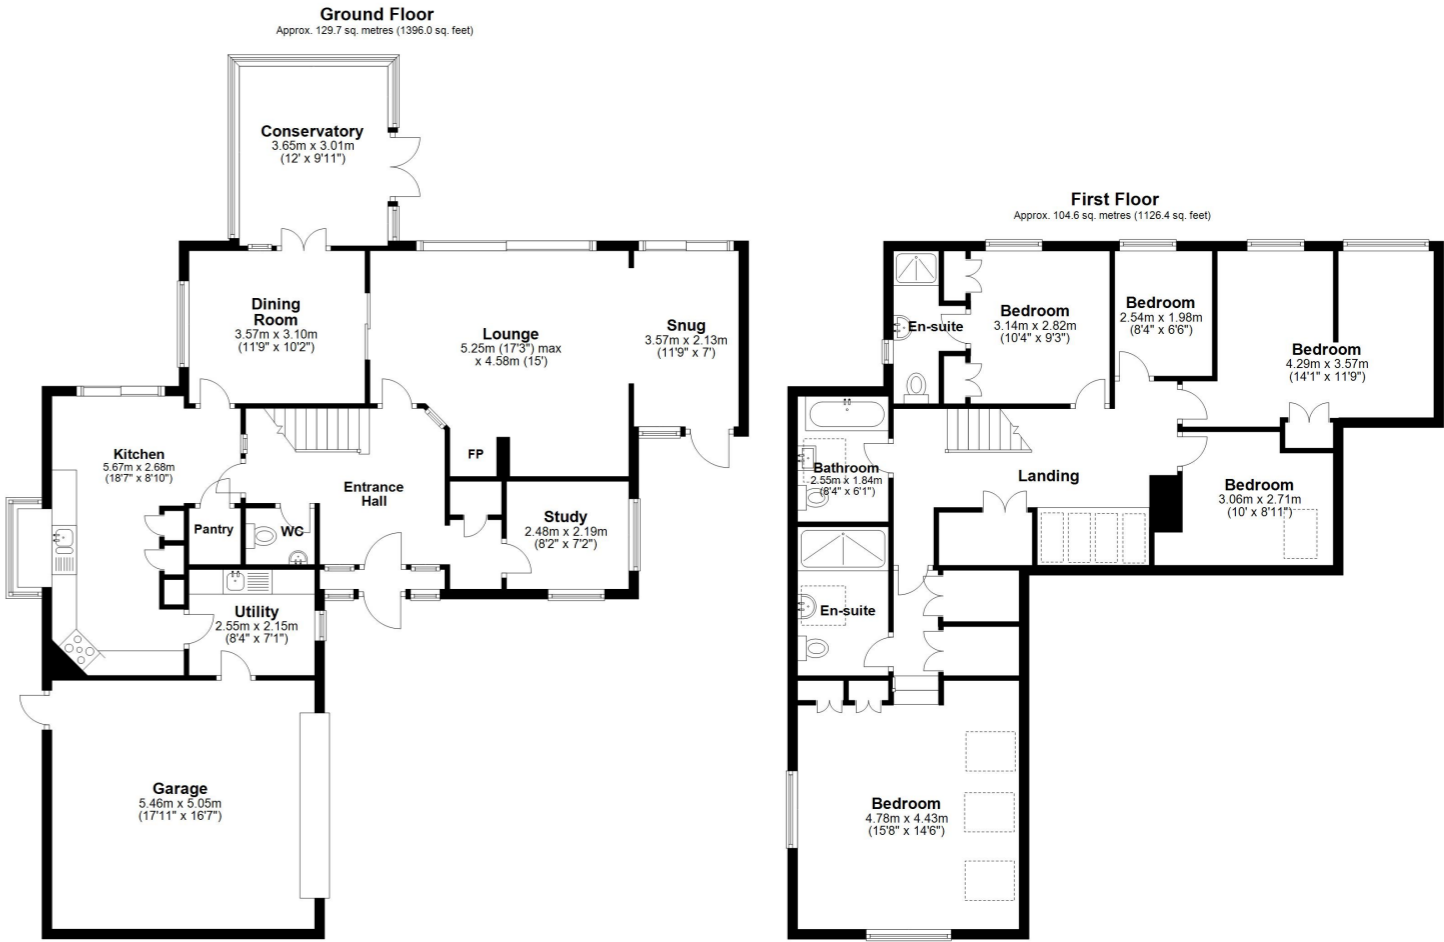 Ground Floor
Approx. 129.7 sq. metres (1396.0 sq. feet)
Conservatory
3.65m x 3.01m
(12' x 9'11")
Dining
Room
3.57m x 3.10m
(11'9" x 10'2")
Lounge
5.25m (17'3") max
x 4.58m (15')
Snug
3.57m x 2.13m
(11'9" x 7')
Kitchen
5.67m x 2.68m
(18'7" x 8'10")
FP
Entrance
Hall
Pantry
WC
Study
2.48m x 2.19m
(8'2" x 7'2")
Utility
2.55m x 2.15m
(8'4" x 7'1")
Garage
5.46m x 5.05m
(17'11" x 16'7")
First Floor
Approx. 104.6 sq. metres (1126.4 sq. feet)
En-suite
Bedroom
3.14m x 2.82m
(10'4" x 9'3")
Bedroom
2.54m x 1.98m
(8'4" x 6'6")
Bedroom
4.29m x 3.57m
(14'1" x 11'9")
Bathroom
2.55m x 1.84m
(8'4" x 6'1")
Landing
Bedroom
3.06m x 2.71m
(10' x 8'11")
En-suite
Bedroom
4.78m x 4.43m
(15'8" x 14'6")